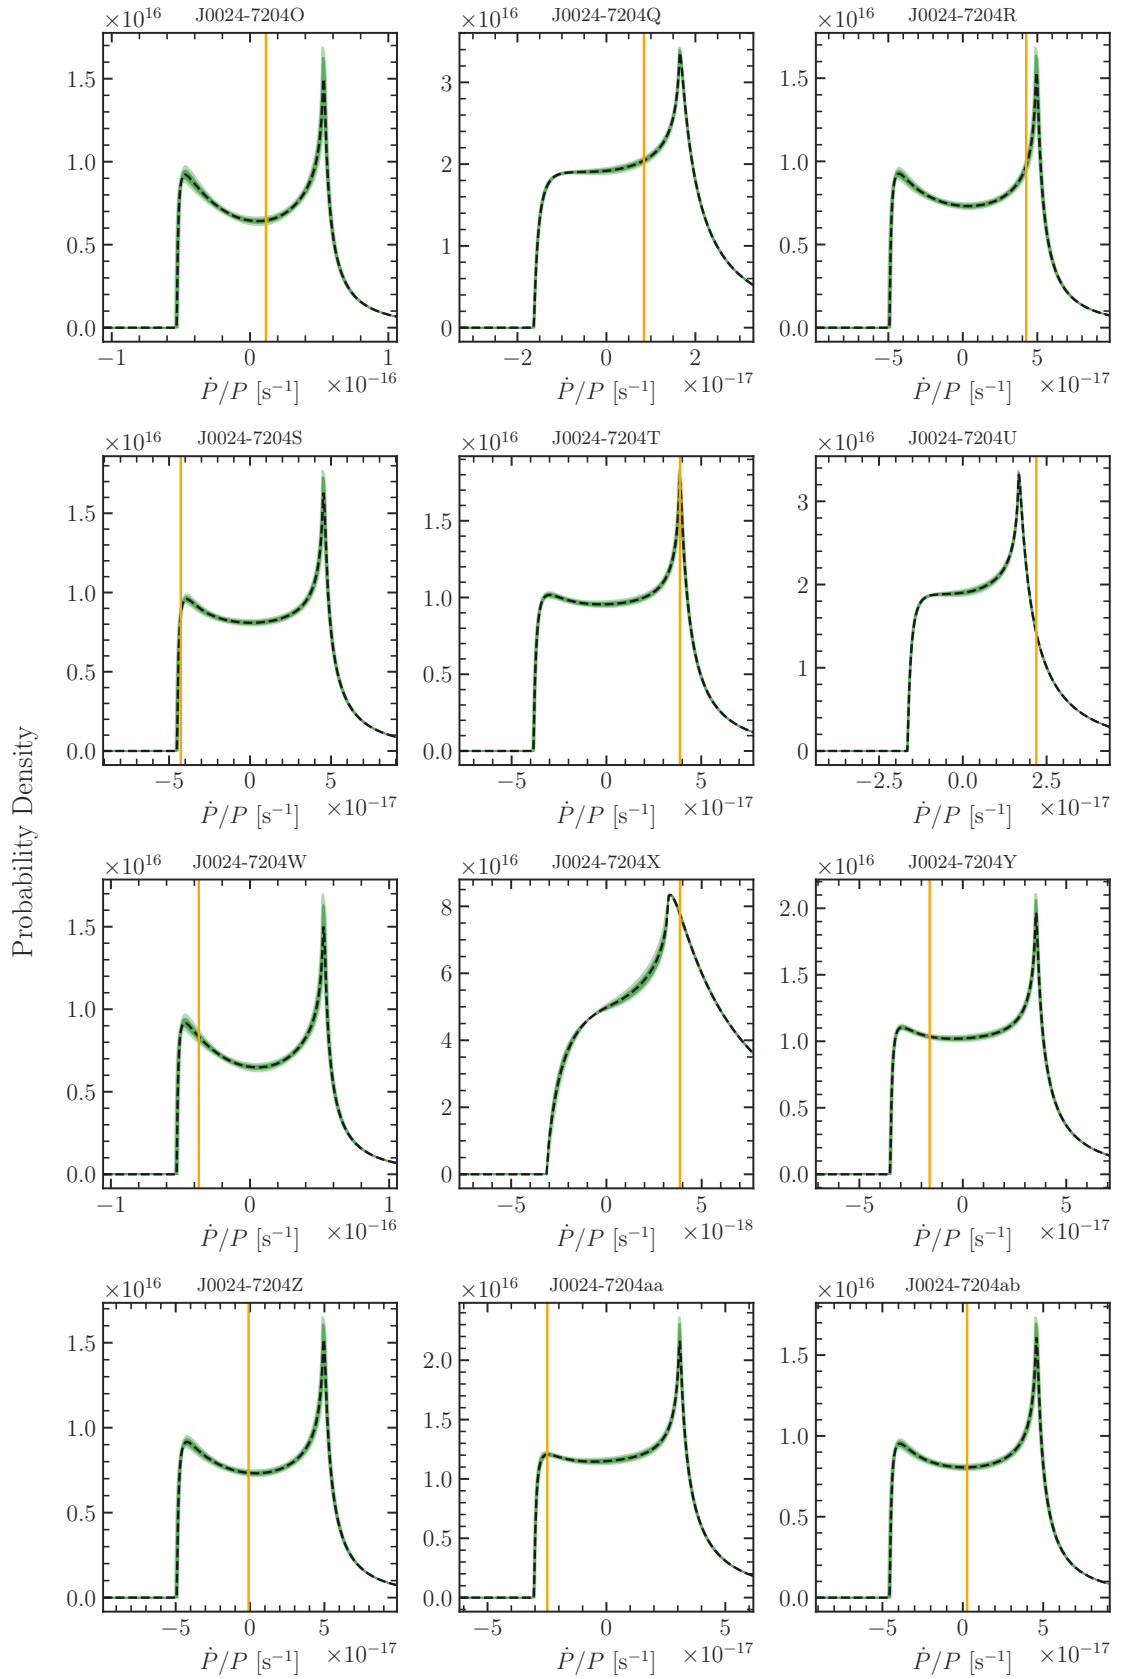 ×10^16 J0024-7204O ×10^16 J0024-7204Q ×10^16 J0024-7204R
1.5 3 1.5
1.0 2 1.0
0.5 1 0.5
0.0 0 0.0
−1 0 1 −2 0 2 −5 0 5
Ṗ/P [s⁻¹] ×10⁻¹⁶ Ṗ/P [s⁻¹] ×10⁻¹⁷ Ṗ/P [s⁻¹] ×10⁻¹⁷
×10^16 J0024-7204S ×10^16 J0024-7204T ×10^16 J0024-7204U
1.5 1.5 3
1.0 1.0 2
0.5 0.5 1
0.0 0.0 0
−5 0 5 −5 0 5 −2.5 0.0 2.5
Ṗ/P [s⁻¹] ×10⁻¹⁷ Ṗ/P [s⁻¹] ×10⁻¹⁷ Ṗ/P [s⁻¹] ×10⁻¹⁷
Probability Density
×10^16 J0024-7204W ×10^16 J0024-7204X ×10^16 J0024-7204Y
1.5 8 2.0
1.0 6 1.5
0.5 4 1.0
0.0 2 0.5
0 0.0
−1 0 1 −5 0 5 −5 0 5
Ṗ/P [s⁻¹] ×10⁻¹⁶ Ṗ/P [s⁻¹] ×10⁻¹⁸ Ṗ/P [s⁻¹] ×10⁻¹⁷
×10^16 J0024-7204Z ×10^16 J0024-7204aa ×10^16 J0024-7204ab
1.5 2.0 1.5
1.0 1.5 1.0
0.5 1.0 0.5
0.0 0.5 0.0
0.0
−5 0 5 −5 0 5 −5 0 5
Ṗ/P [s⁻¹] ×10⁻¹⁷ Ṗ/P [s⁻¹] ×10⁻¹⁷ Ṗ/P [s⁻¹] ×10⁻¹⁷